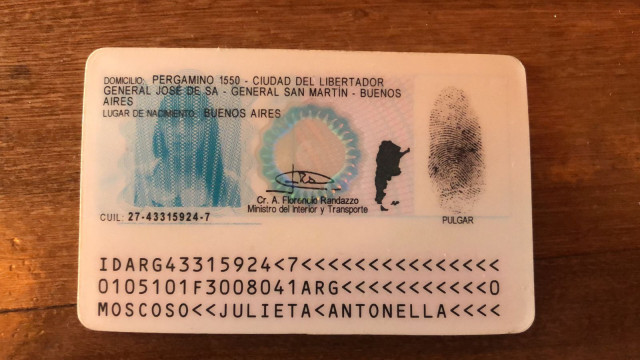 DOMICILIO: PERGAMINO 1550 - CIUDAD DEL LIBERTADOR
GENERAL JOSE DE SA - GENERAL SAN MARTÍN - BUENOS
AIRES
LUGAR DE NACIMIENTO: BUENOS AIRES
Cr. A. Florencio Randazzo
Ministro del Interior y Transporte
CUIL: 27-43315924-7
PULGAR
IDARG43315924<7<<<<<<<<<<<<<<<
0105101F3008041ARG<<<<<<<<<<<0
MOSCOSO<<JULIETA<ANTONELLA<<<<